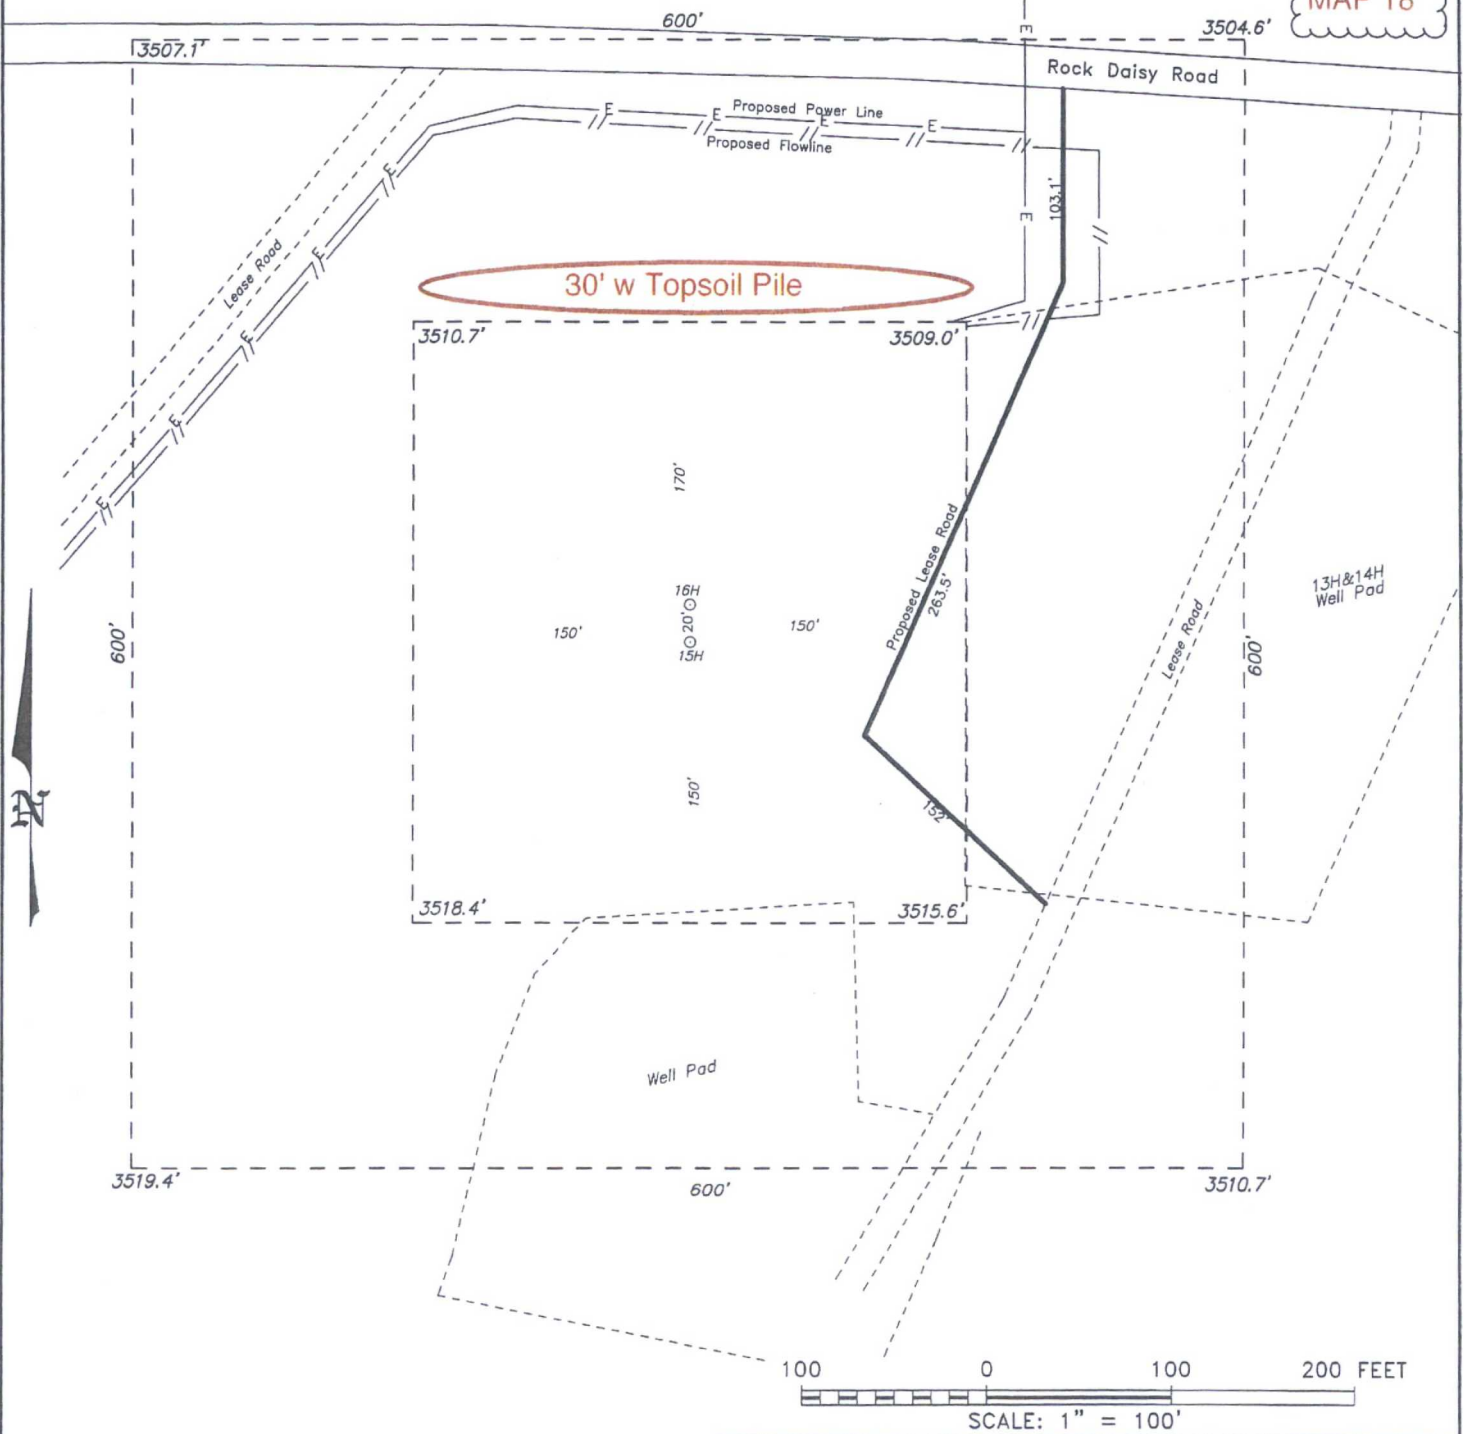 MAP 18
600'
3507.1'
3504.6'
Rock Daisy Road
E
Proposed Power Line
E
E
E
E
Proposed Flowline
E
Lease Road
E
E
E
E
E
E
103.1'
30' w Topsoil Pile
3510.7'
3509.0'
170'
Proposed Lease Road
263.5'
16H
20'
15H
150'
150'
13H&14H
Well Pad
600'
Lease Road
600'
150'
N
152'
3518.4'
3515.6'
Well Pad
3519.4'
600'
3510.7'
100 0 100 200 FEET
SCALE: 1" = 100'